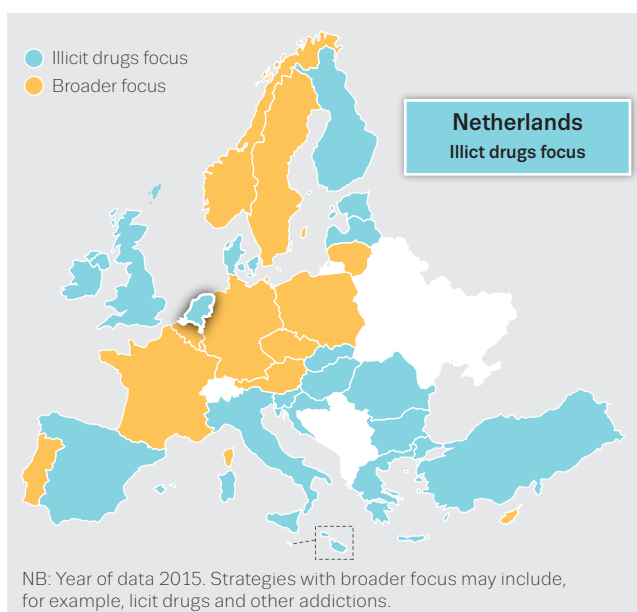 Illicit drugs focus
Broader focus
Netherlands
Illict drugs focus
NB: Year of data 2015. Strategies with broader focus may include,
for example, licit drugs and other addictions.